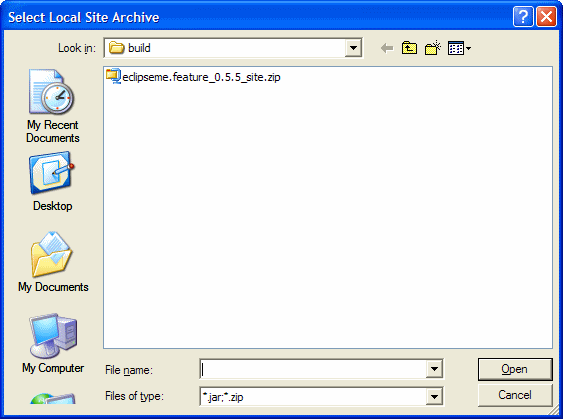 Select Local Site Archive
Look in: build
eclipseme.feature_0.5.5_site.zip
My Recent
Documents
Desktop
My Documents
My Computer
File name:
Open
Files of type: *.jar;*.zip
Cancel